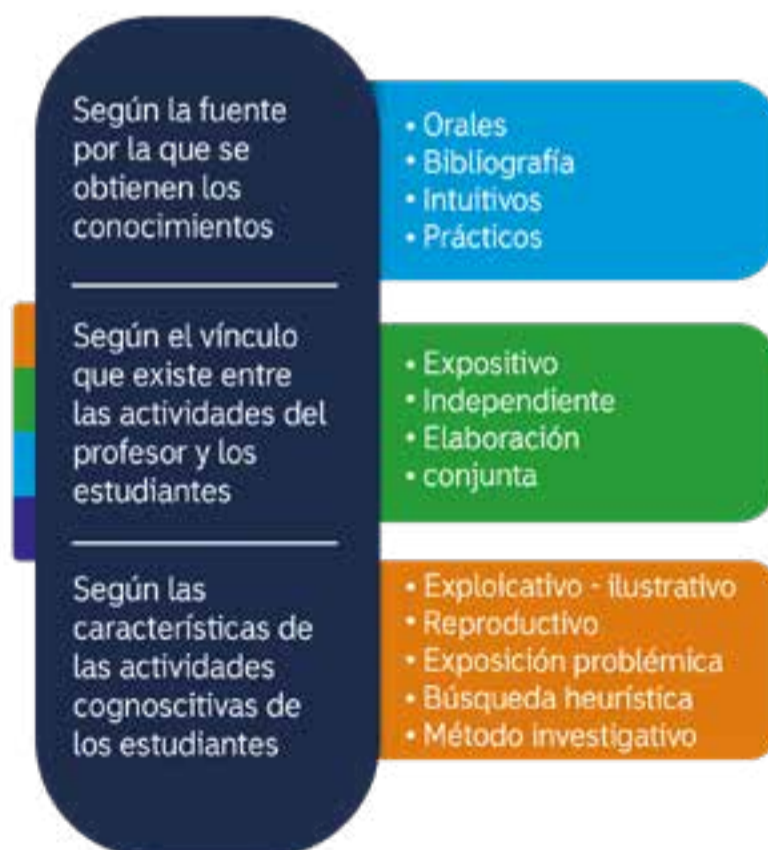 Según la fuente
por la que se
obtienen los
conocimientos
• Orales
• Bibliografía
• Intuitivos
• Prácticos
Según el vínculo
que existe entre
las actividades del
profesor y los
estudiantes
• Expositivo
• Independiente
• Elaboración
• conjunta
Según las
características de
las actividades
cognoscitivas de
los estudiantes
• Exploicativo - ilustrativo
• Reproductivo
• Exposición problémica
• Búsqueda heurística
• Método investigativo